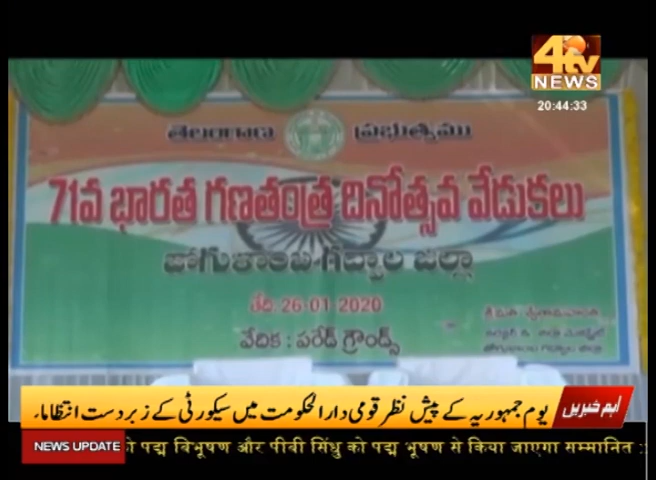 4tv
NEWS
20:44:33
తెలంగాణ ప్రభుత్వము
71వ భారత గణతంత్ర దినోత్సవ వేడుకలు
జోగుళాంబ గద్వాల జిల్లా
తేది: 26-01-2020
వేదిక : పరేడ్ గ్రౌండ్స్
జోగుళాంబ గద్వాల జిల్లా
اہم خبریں
یوم جمہوریہ کے پیش نظر قومی دارالحکومت میں سیکورٹی کے زبردست انتظاما۔
NEWS UPDATE
को पद्म विभूषण और पीवी सिंधु को पद्म भूषण से किया जाएगा सम्मानित :